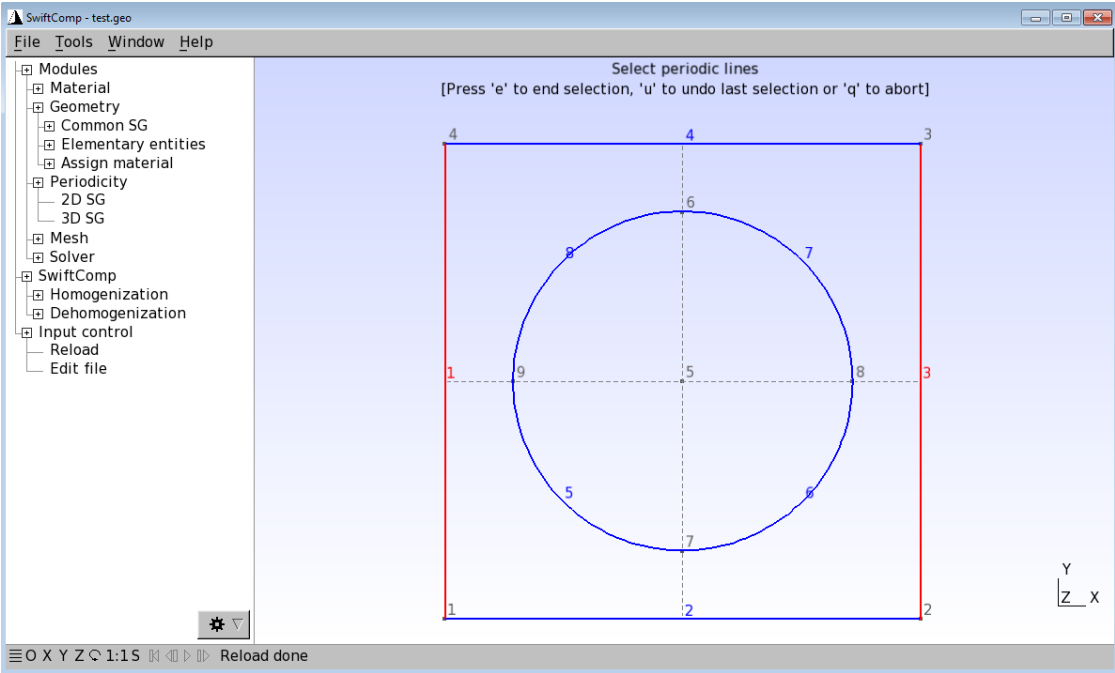 SwiftComp - test.geo
File Tools Window Help
Modules
Material
Geometry
Common SG
Elementary entities
Assign material
Periodicity
2D SG
3D SG
Mesh
Solver
SwiftComp
Homogenization
Dehomogenization
Input control
Reload
Edit file
Select periodic lines
[Press 'e' to end selection, 'u' to undo last selection or 'q' to abort]
4 4 3
6
8 7
1 9 5 8 3
5 6
7
1 2 2
Y
Z X
O X Y Z 1:1 S Reload done